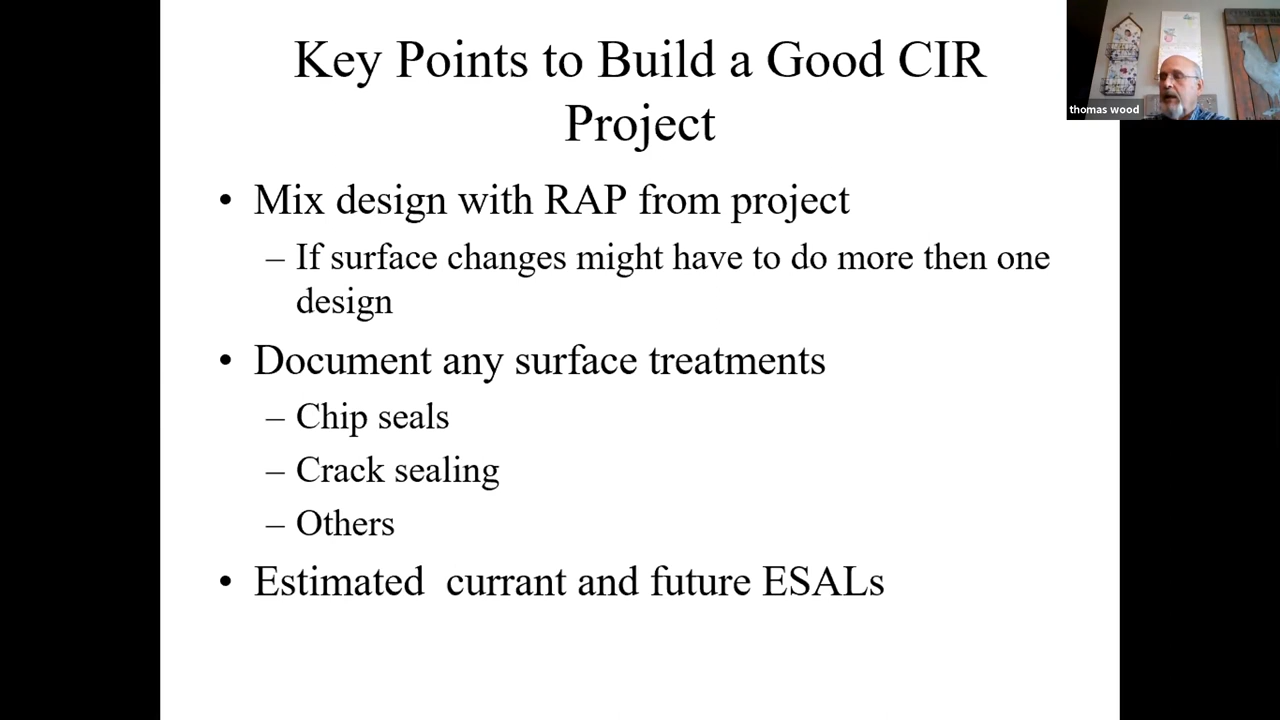 Key Points to Build a Good CIR
Project
• Mix design with RAP from project
– If surface changes might have to do more then one
design
• Document any surface treatments
– Chip seals
– Crack sealing
– Others
• Estimated  currant and future ESALs
thomas wood